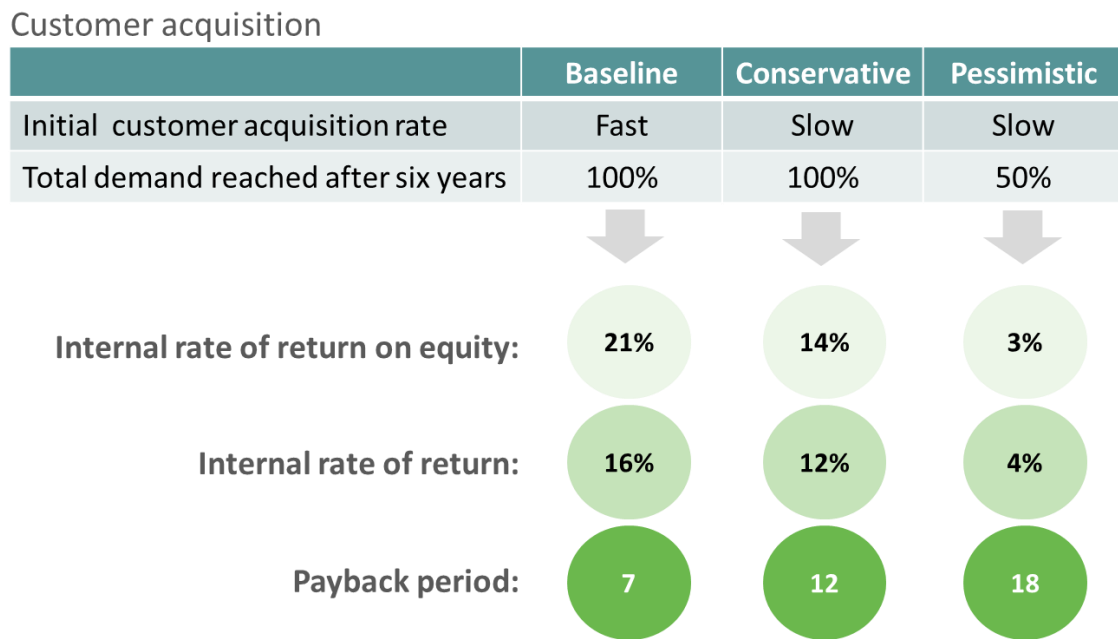 Customer acquisition
Baseline Conservative Pessimistic
Initial customer acquisition rate Fast Slow Slow
Total demand reached after six years 100% 100% 50%
Internal rate of return on equity: 21% 14% 3%
Internal rate of return: 16% 12% 4%
Payback period: 7 12 18